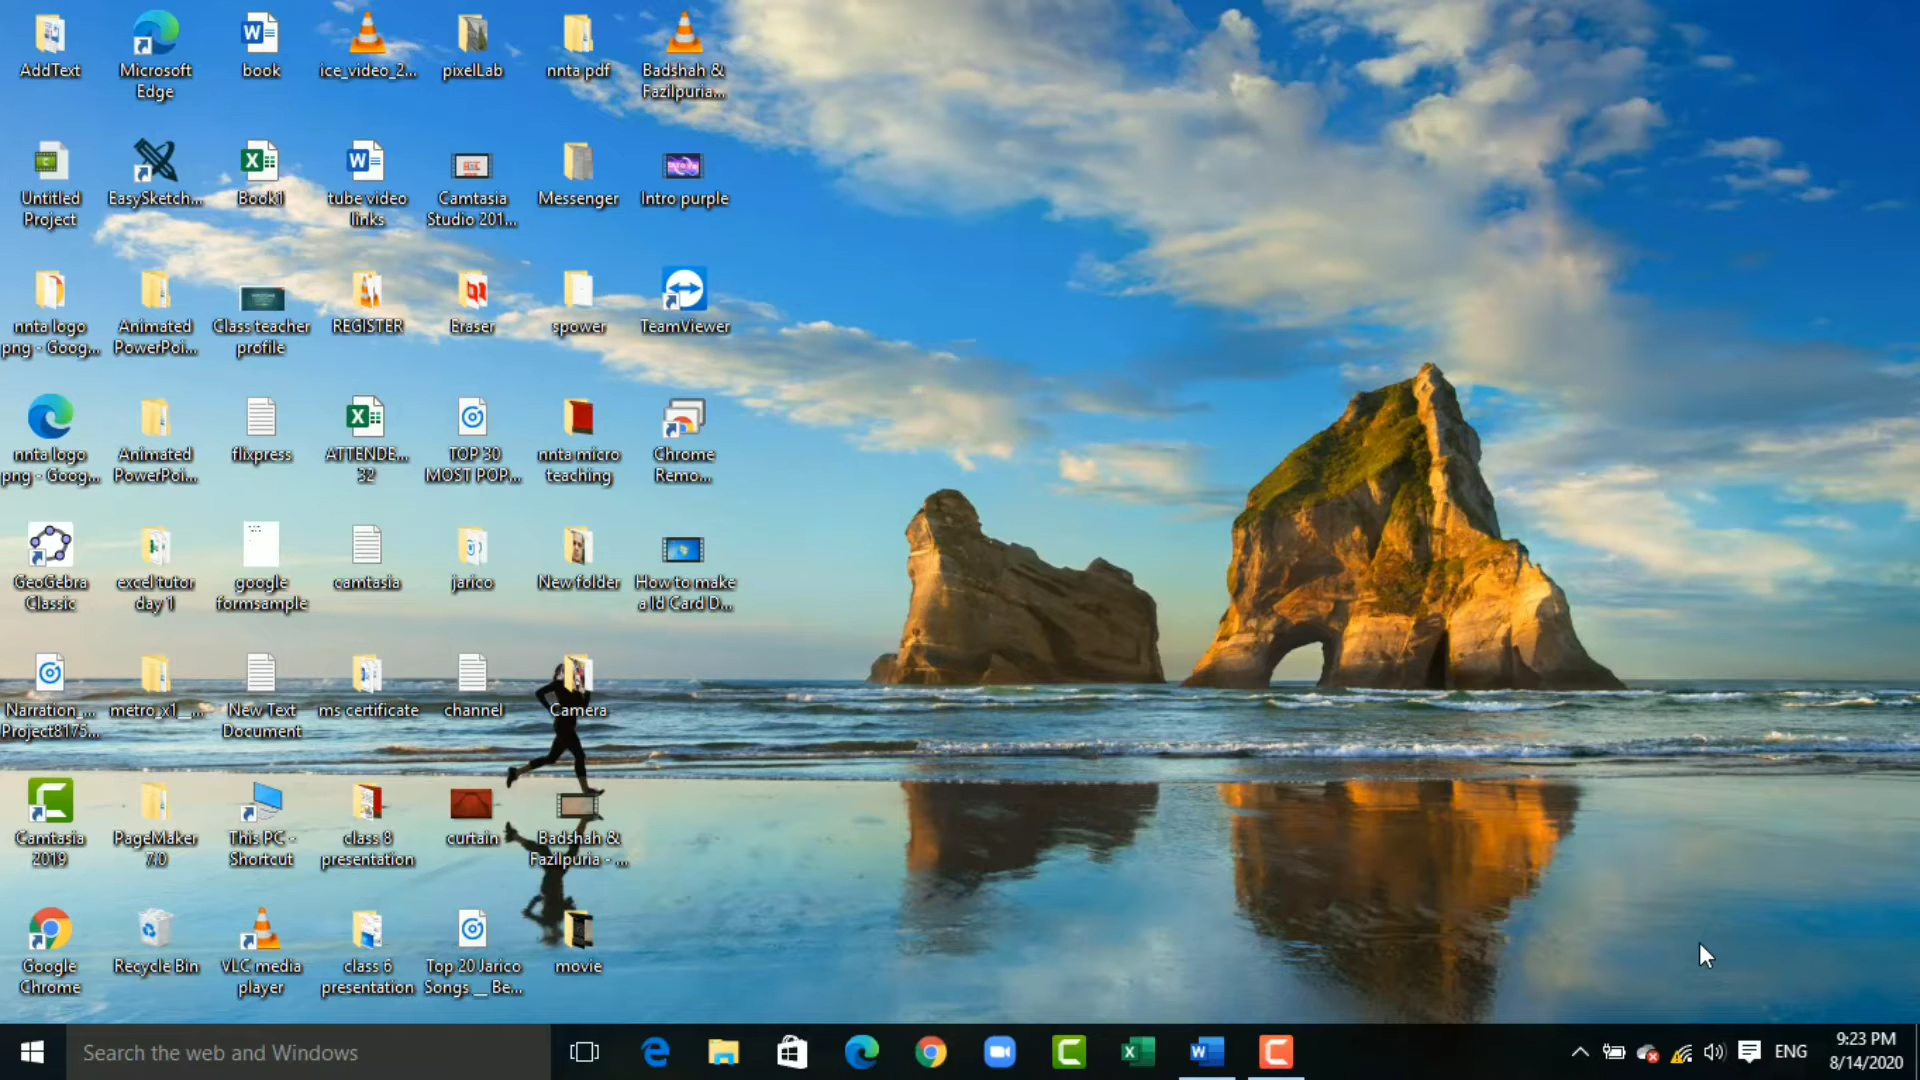 AddText
Microsoft
Edge
book
ice_video_2...
pixelLab
nnta pdf
Badshah &
Fazilpuria...
Untitled
Project
EasySketch...
Book1
tube video
links
Camtasia
Studio 201...
Messenger
Intro purple
nnta logo
png - Goog...
Animated
PowerPoi...
Class teacher
profile
REGISTER
Eraser
spower
TeamViewer
nnta logo
png - Goog...
Animated
PowerPoi...
flixpress
ATTENDE...
32
TOP 30
MOST POP...
nnta micro
teaching
Chrome
Remo...
GeoGebra
Classic
excel tutor
day 1
google
formsample
camtasia
jarico
New folder
How to make
a Id Card D...
Narration_...
Project8175...
metro_x1_...
New Text
Document
ms certificate
channel
Camera
Camtasia
2019
PageMaker
7.0
This PC -
Shortcut
class 8
presentation
curtain
Badshah &
Fazilpuria - ...
Google
Chrome
Recycle Bin
VLC media
player
class 6
presentation
Top 20 Jarico
Songs __ Be...
movie
Search the web and Windows
ENG
9:23 PM
8/14/2020